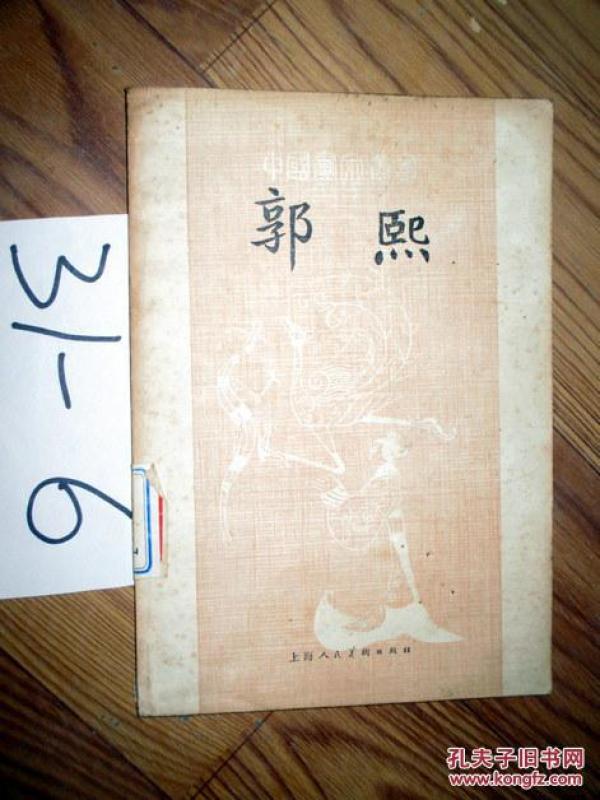 中國畫家叢書
郭熙
31-6
上海人民美術出版社
孔夫子旧书网
www.kongfz.com